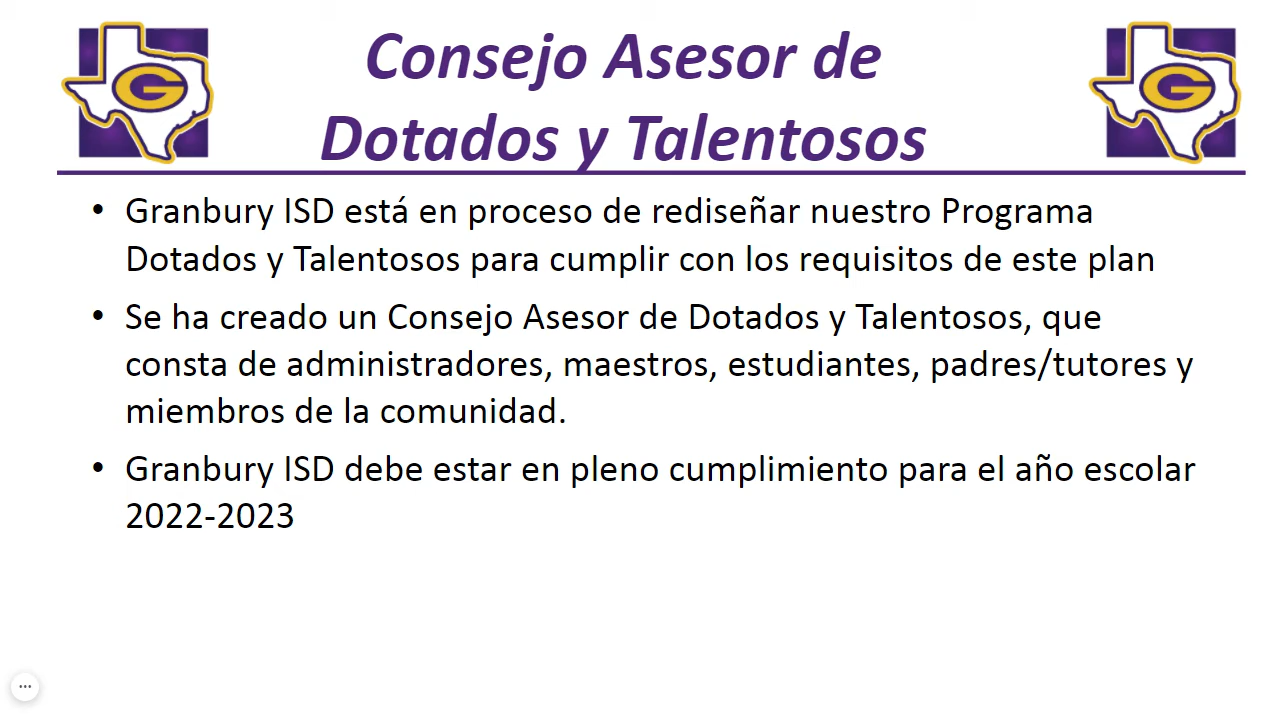 Consejo Asesor de
Dotados y Talentosos
G
G
• Granbury ISD está en proceso de rediseñar nuestro Programa
Dotados y Talentosos para cumplir con los requisitos de este plan
• Se ha creado un Consejo Asesor de Dotados y Talentosos, que
consta de administradores, maestros, estudiantes, padres/tutores y
miembros de la comunidad.
• Granbury ISD debe estar en pleno cumplimiento para el año escolar
2022-2023